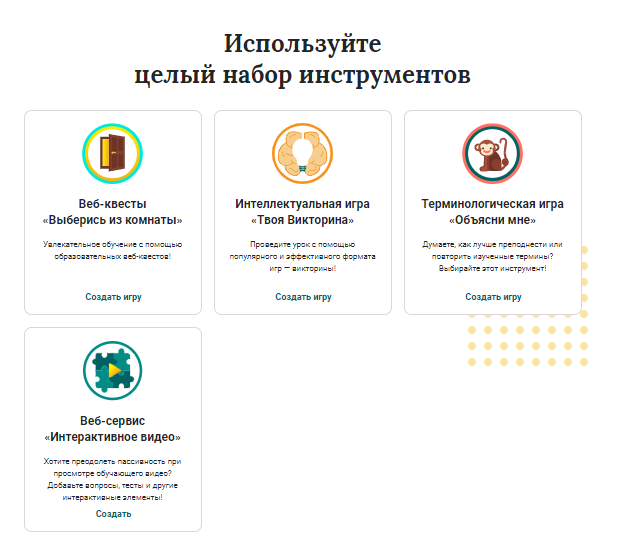 Используйте
целый набор инструментов
Веб-квесты
«Выберись из комнаты»
Увлекательное обучение с помощью
образовательных веб-квестов!
Создать игру
Интеллектуальная игра
«Твоя Викторина»
Проведите урок с помощью
популярного и эффективного формата
игр — викторины!
Создать игру
Терминологическая игра
«Объясни мне»
Думаете, как лучше преподнести или
повторить изученные термины?
Выбирайте этот инструмент!
Создать игру
Веб-сервис
«Интерактивное видео»
Хотите преодолеть пассивность при
просмотре обучающего видео?
Добавьте вопросы, тесты и другие
интерактивные элементы!
Создать